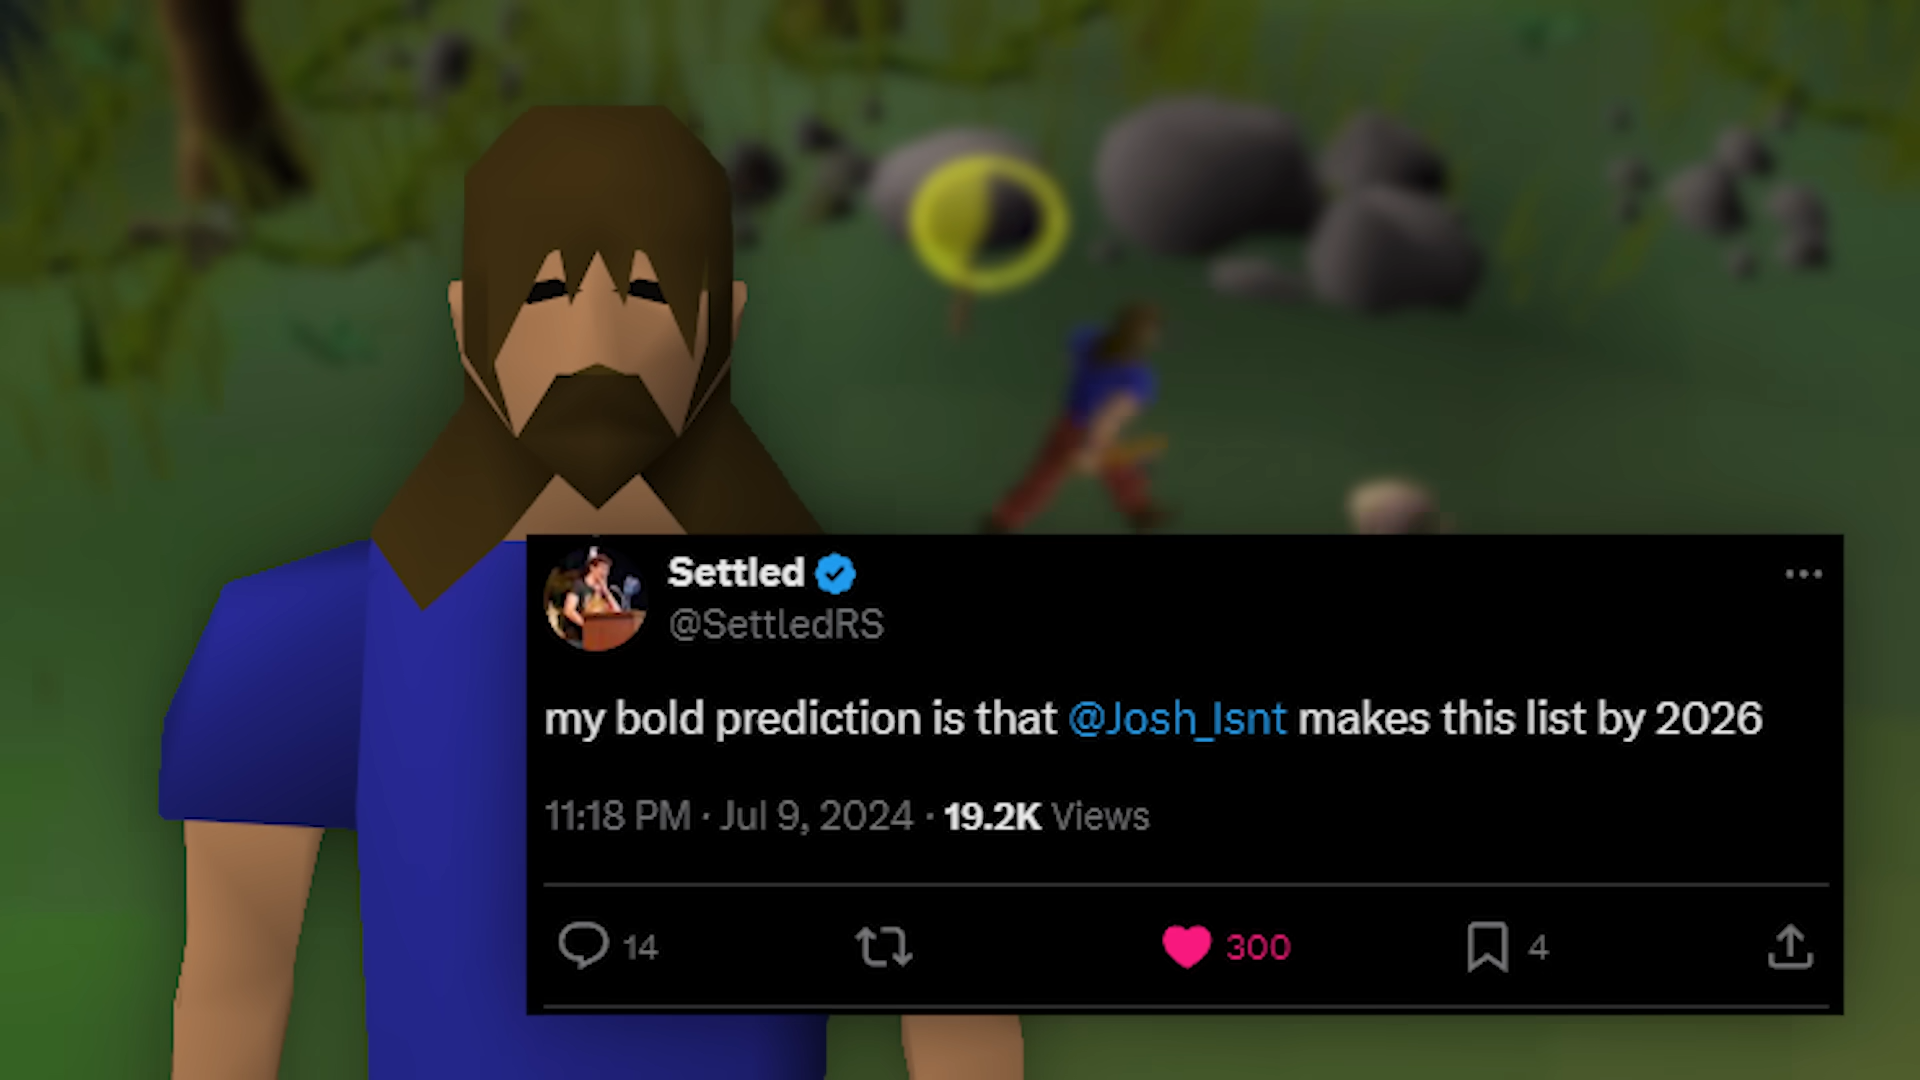 Settled
@SettledRS
my bold prediction is that @Josh_Isnt makes this list by 2026
11:18 PM · Jul 9, 2024 · 19.2K Views
14 300 4